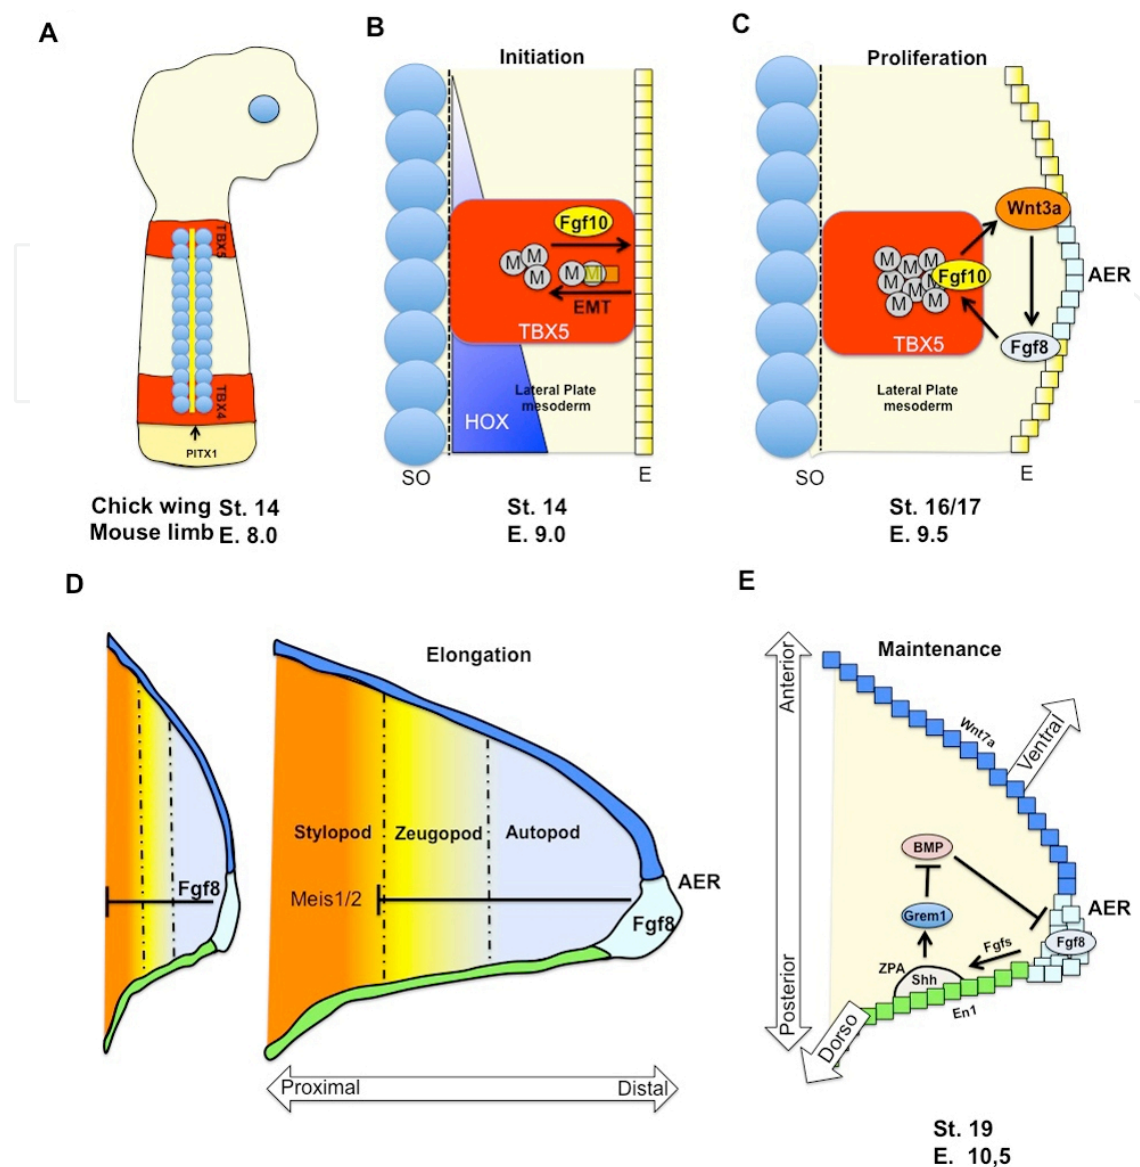 A
TBX5
TBX4
PITX1
Chick wing St. 14
Mouse limb E. 8.0
B
Initiation
Fgf10
M
M
M
M
M
EMT
TBX5
Lateral Plate
mesoderm
HOX
SO
E
St. 14
E. 9.0
C
Proliferation
Wnt3a
M
M
M
M
M
M
M
M
M
Fgf10
AER
TBX5
Fgf8
Lateral Plate
mesoderm
SO
E
St. 16/17
E. 9.5
D
Fgf8
Elongation
Stylopod
Zeugopod
Autopod
Meis1/2
AER
Fgf8
Proximal
Distal
E
Maintenance
Anterior
Posterior
Wnt7a
Ventral
BMP
Grem1
AER
Fgf8
Fgfs
ZPA
Shh
En1
Dorso
St. 19
E. 10,5